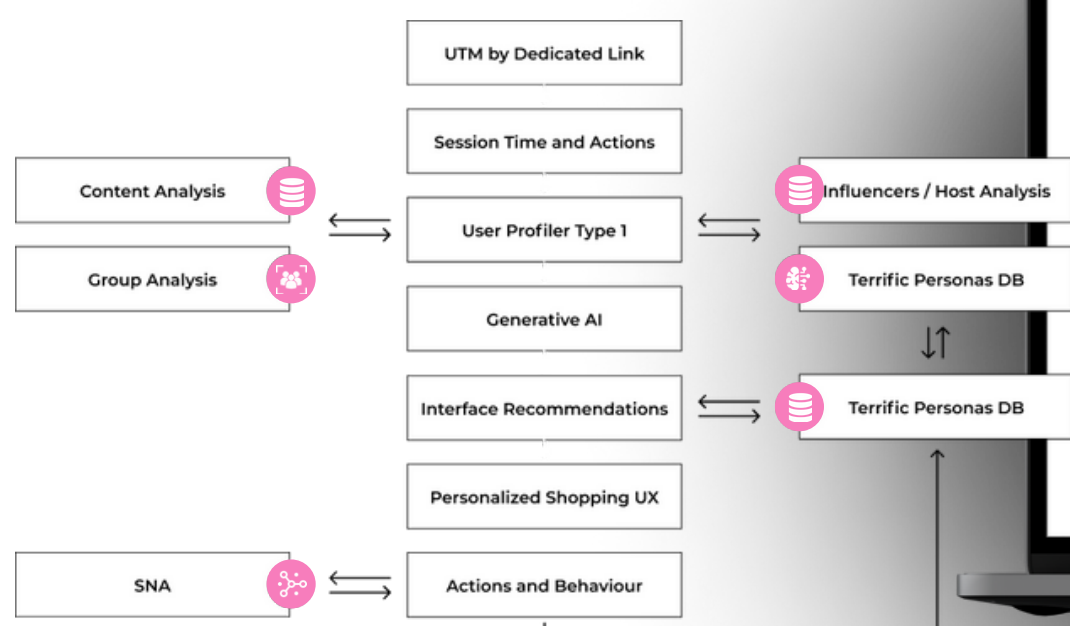 UTM by Dedicated Link
Session Time and Actions
Content Analysis
Influencers / Host Analysis
User Profiler Type 1
Group Analysis
Terrific Personas DB
Generative AI
Interface Recommendations
Terrific Personas DB
Personalized Shopping UX
SNA
Actions and Behaviour